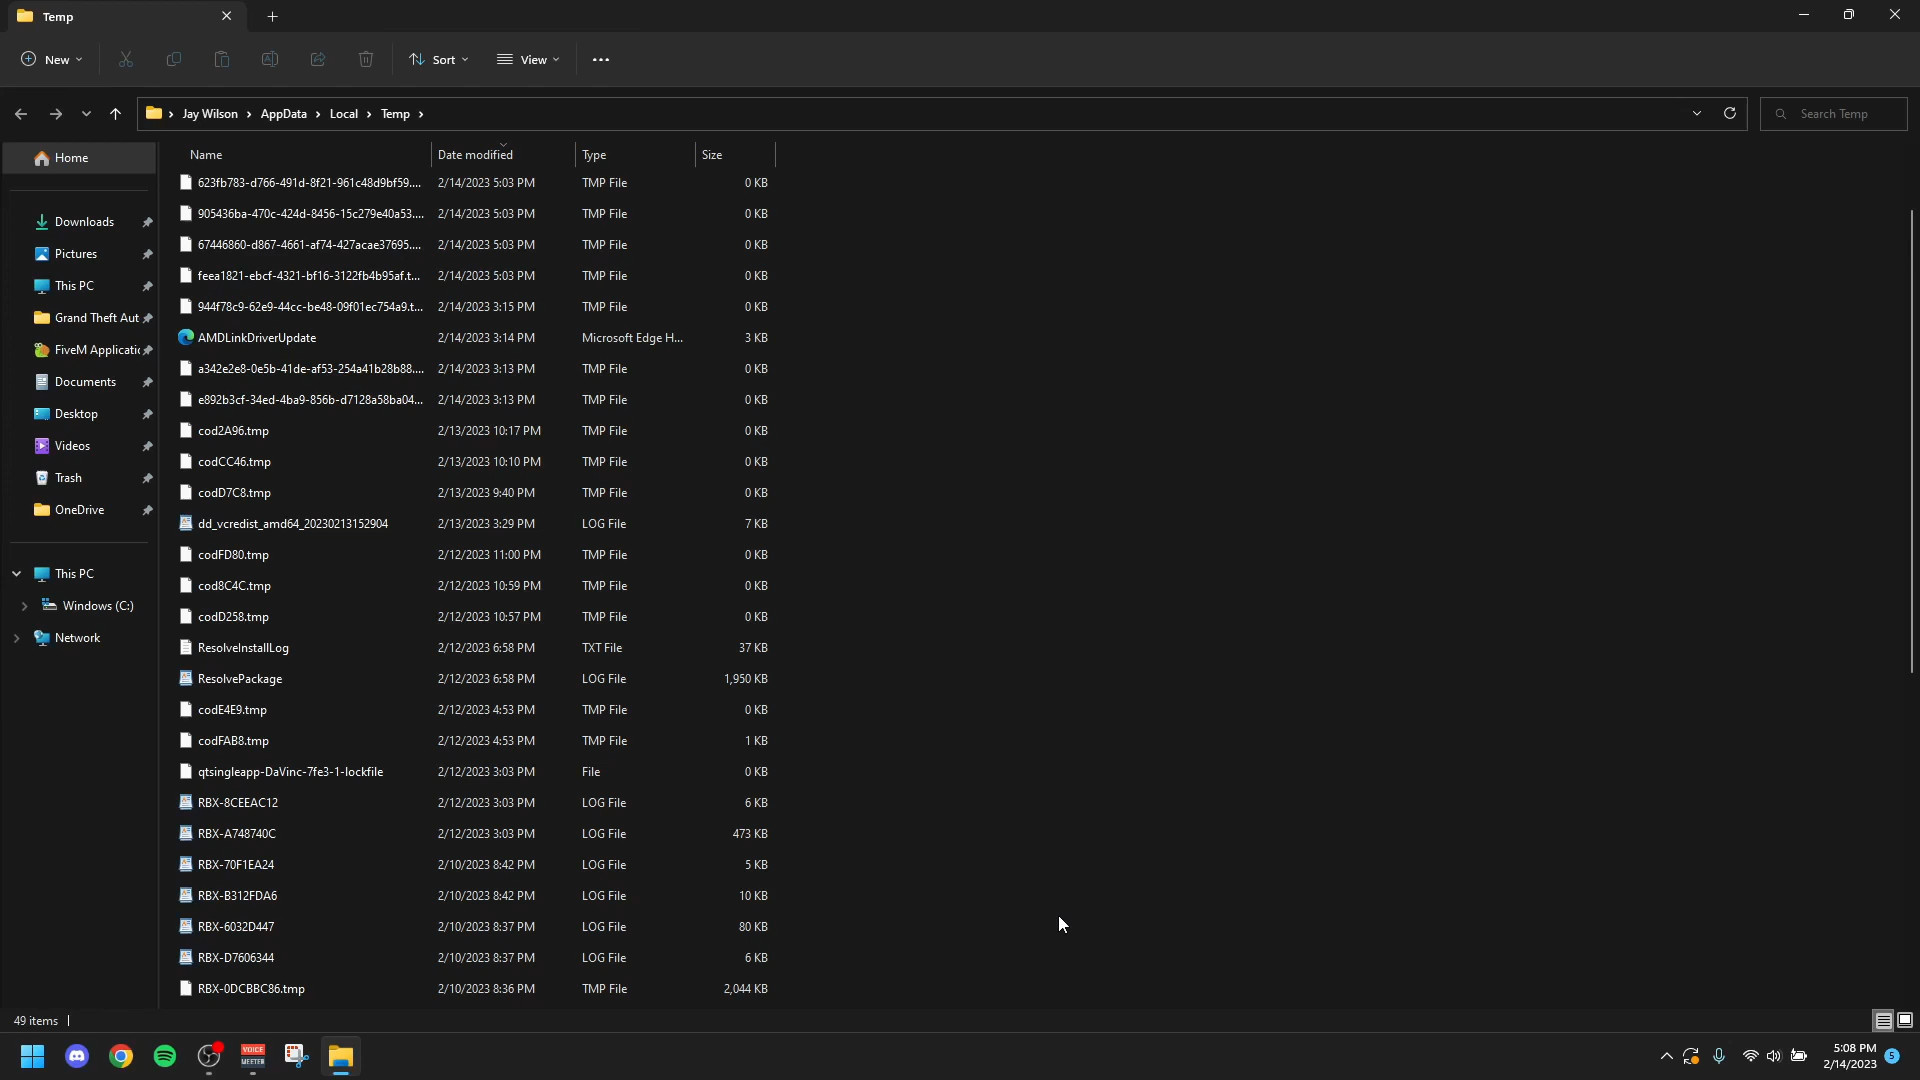 Temp
New
Sort
View
Jay Wilson > AppData > Local > Temp >
Search Temp
Home
Downloads
Pictures
This PC
Grand Theft Aut
FiveM Applicatic
Documents
Desktop
Videos
Trash
OneDrive
This PC
Windows (C:)
Network
Name Date modified Type Size
623fb783-d766-491d-8f21-961c48d9bf59.... 2/14/2023 5:03 PM TMP File 0 KB
905436ba-470c-424d-8456-15c279e40a53.... 2/14/2023 5:03 PM TMP File 0 KB
67446860-d867-4661-af74-427acae37695.... 2/14/2023 5:03 PM TMP File 0 KB
feea1821-ebcf-4321-bf16-3122fb4b95af.t... 2/14/2023 5:03 PM TMP File 0 KB
944f78c9-62e9-44cc-be48-09f01ec754a9.t... 2/14/2023 3:15 PM TMP File 0 KB
AMDLinkDriverUpdate 2/14/2023 3:14 PM Microsoft Edge H... 3 KB
a342e2e8-0e5b-41de-af53-254a41b28b88.... 2/14/2023 3:13 PM TMP File 0 KB
e892b3cf-34ed-4ba9-856b-d7128a58ba04... 2/14/2023 3:13 PM TMP File 0 KB
cod2A96.tmp 2/13/2023 10:17 PM TMP File 0 KB
codCC46.tmp 2/13/2023 10:10 PM TMP File 0 KB
codD7C8.tmp 2/13/2023 9:40 PM TMP File 0 KB
dd_vcredist_amd64_20230213152904 2/13/2023 3:29 PM LOG File 7 KB
codFD80.tmp 2/12/2023 11:00 PM TMP File 0 KB
cod8C4C.tmp 2/12/2023 10:59 PM TMP File 0 KB
codD258.tmp 2/12/2023 10:57 PM TMP File 0 KB
ResolveInstallLog 2/12/2023 6:58 PM TXT File 37 KB
ResolvePackage 2/12/2023 6:58 PM LOG File 1,950 KB
codE4E9.tmp 2/12/2023 4:53 PM TMP File 0 KB
codFAB8.tmp 2/12/2023 4:53 PM TMP File 1 KB
qtsingleapp-DaVinc-7fe3-1-lockfile 2/12/2023 3:03 PM File 0 KB
RBX-8CEEAC12 2/12/2023 3:03 PM LOG File 6 KB
RBX-A748740C 2/12/2023 3:03 PM LOG File 473 KB
RBX-70F1EA24 2/10/2023 8:42 PM LOG File 5 KB
RBX-B312FDA6 2/10/2023 8:42 PM LOG File 10 KB
RBX-6032D447 2/10/2023 8:37 PM LOG File 80 KB
RBX-D7606344 2/10/2023 8:37 PM LOG File 6 KB
RBX-0DCBBC86.tmp 2/10/2023 8:36 PM TMP File 2,044 KB
49 items
VOICE
MEETER
5:08 PM
2/14/2023
5